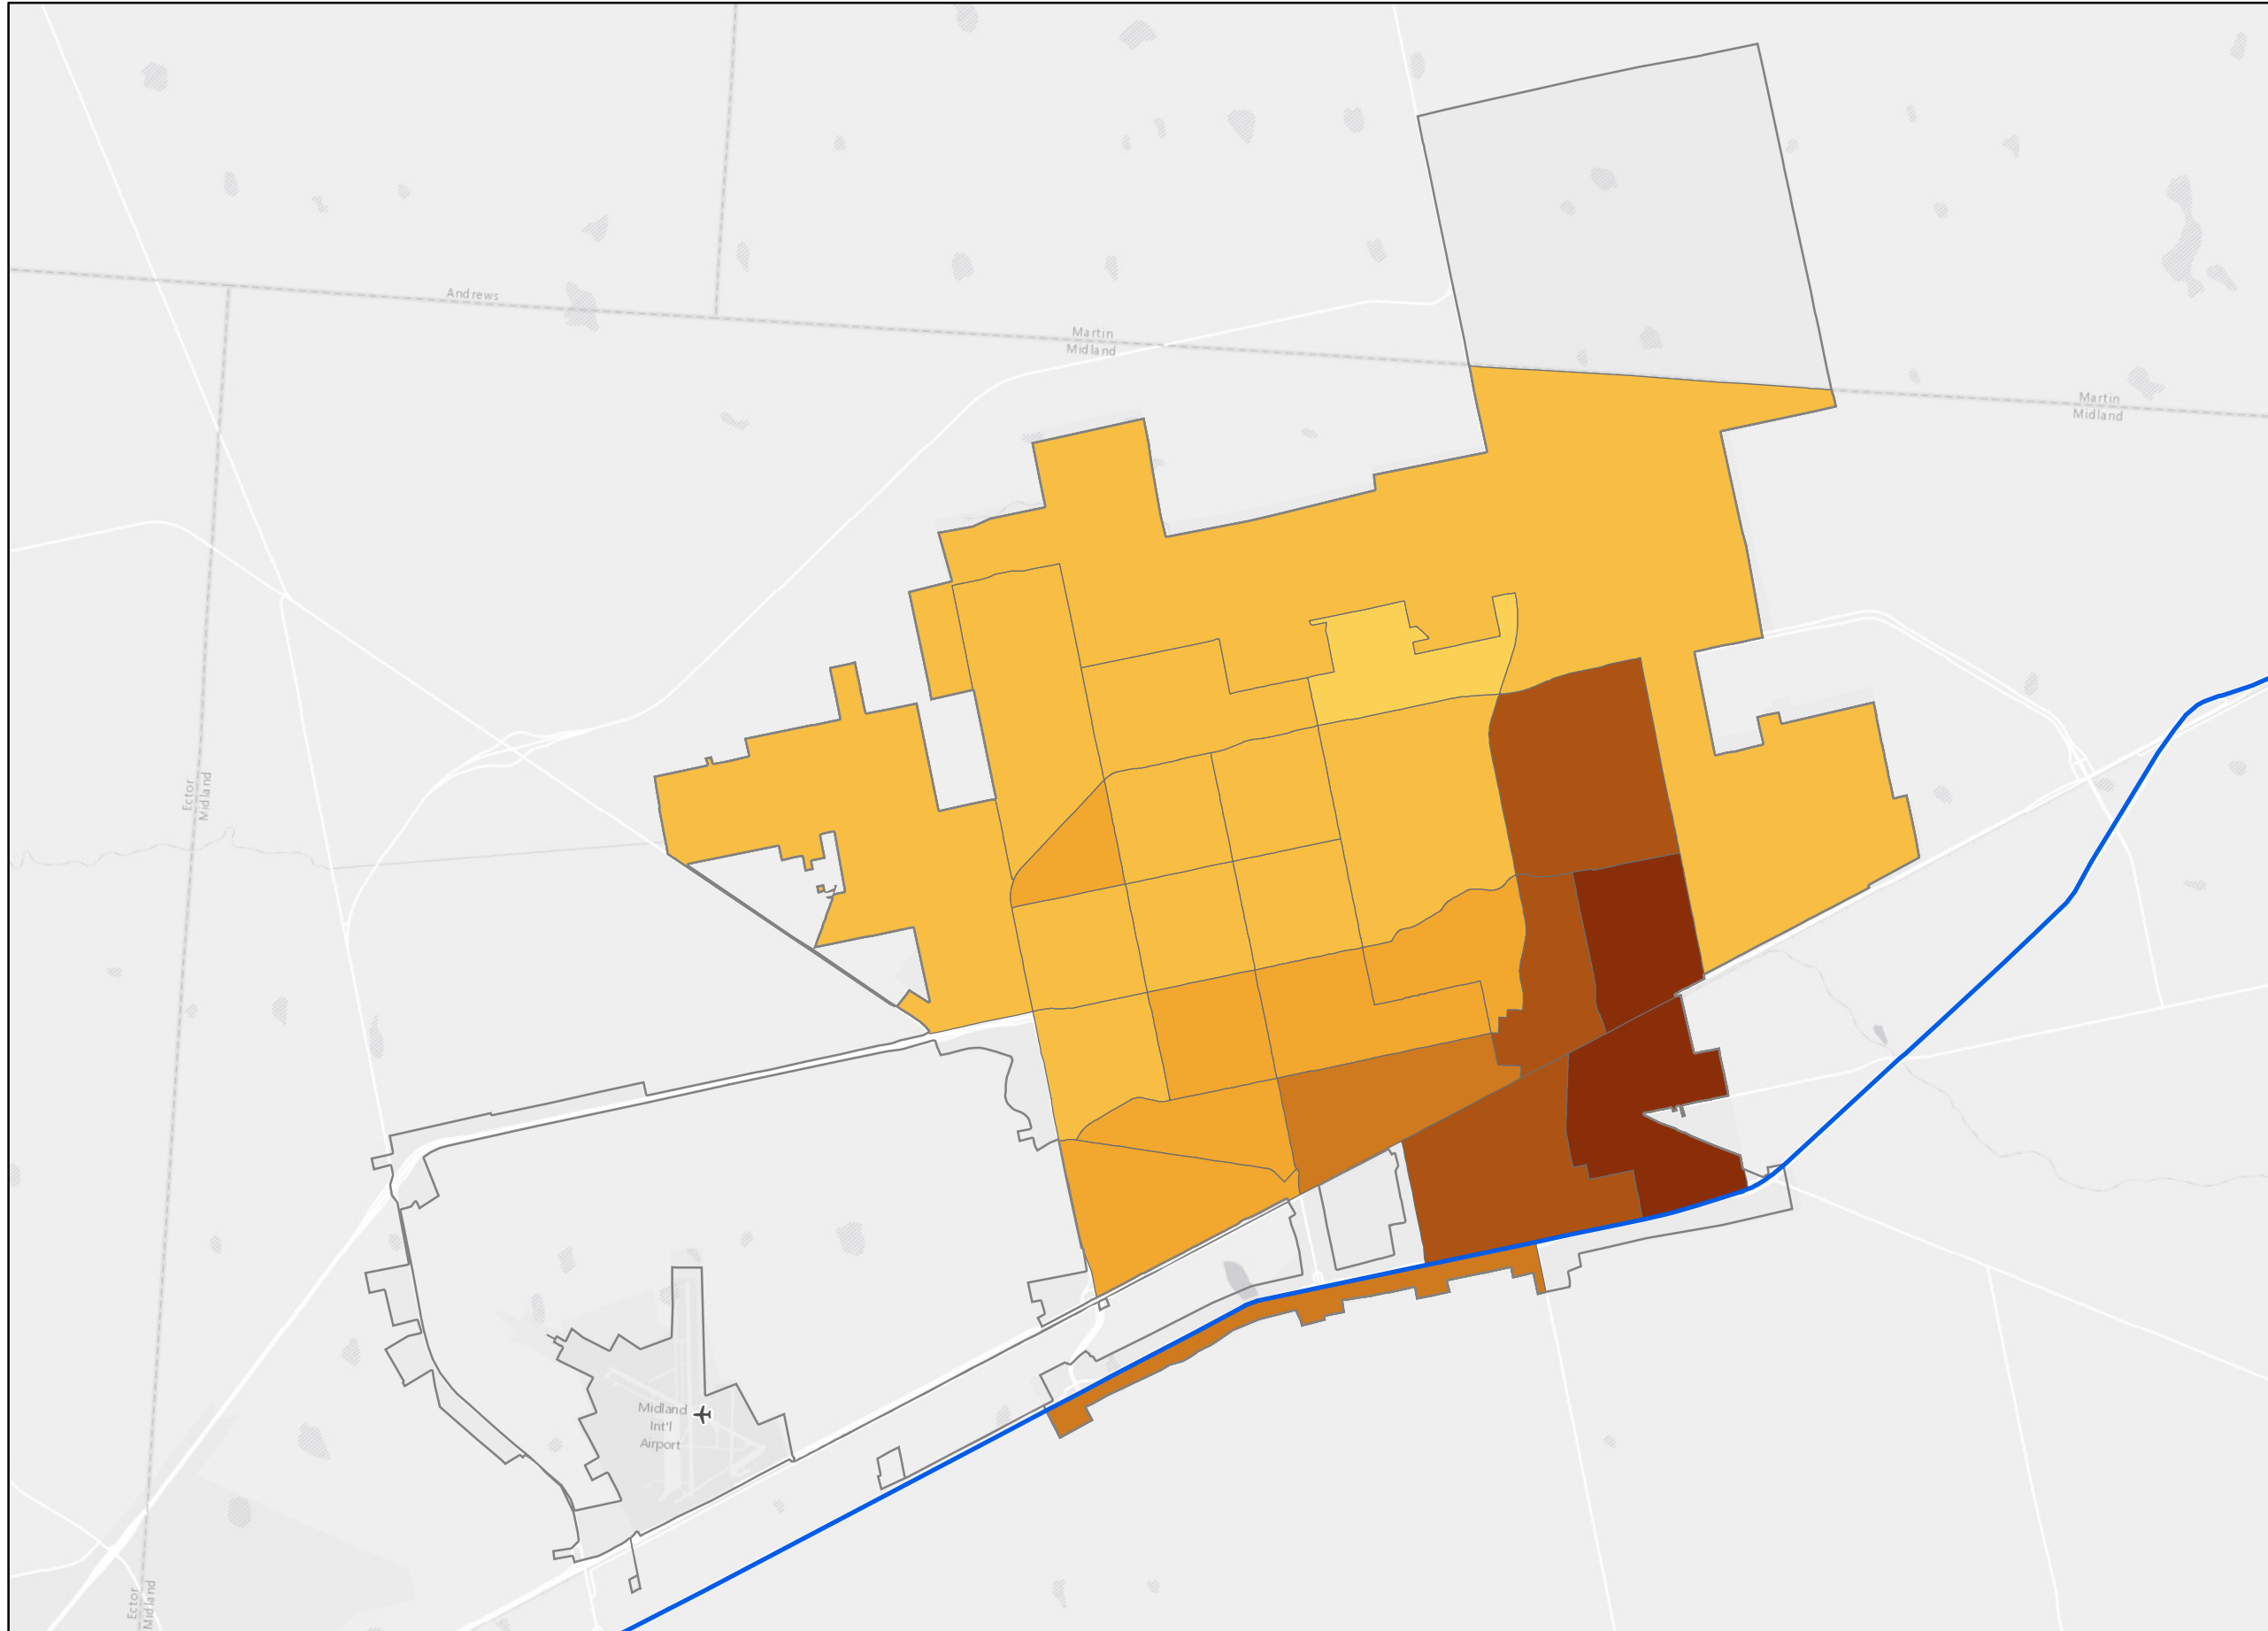 Andrews
Martin
Midland
Martin
Midland
Ector
Midland
Midland
Int'l
Airport
Ector
Midland